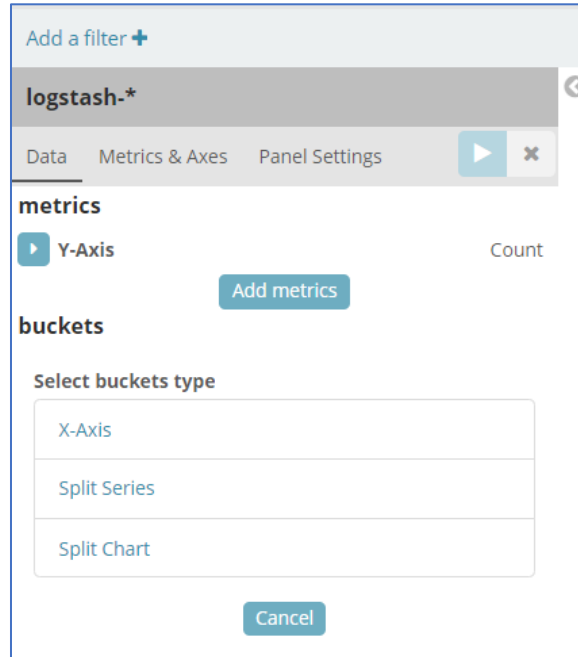 Add a filter +
logstash-*
Data Metrics & Axes Panel Settings
metrics
Y-Axis Count
Add metrics
buckets
Select buckets type
X-Axis
Split Series
Split Chart
Cancel